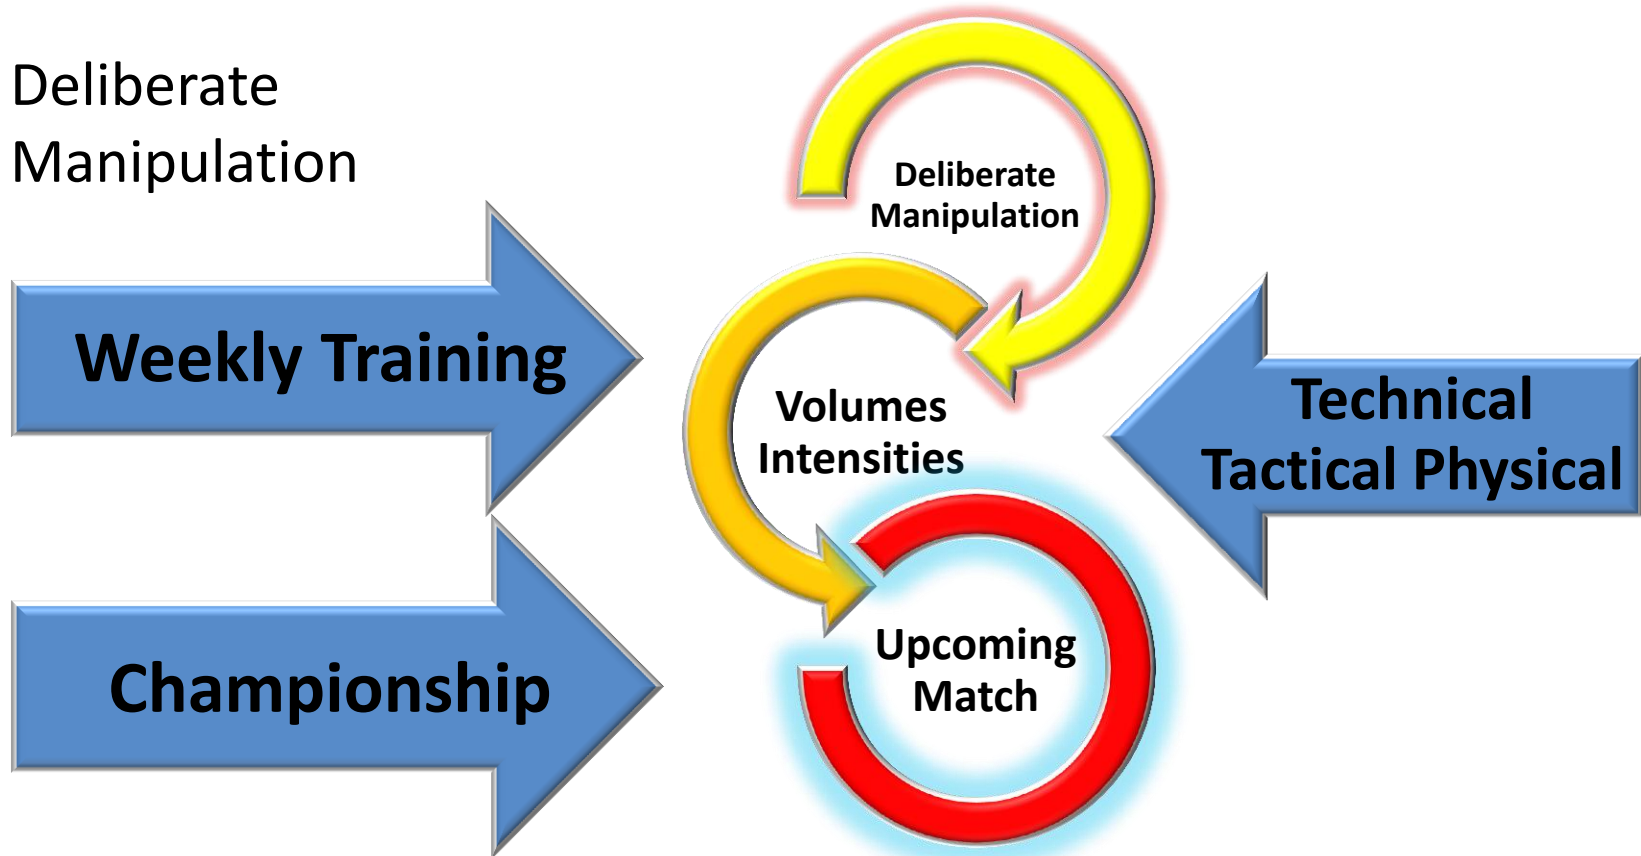 Deliberate
Manipulation
Deliberate
Manipulation
Weekly Training
Volumes
Intensities
Technical
Tactical Physical
Championship
Upcoming
Match